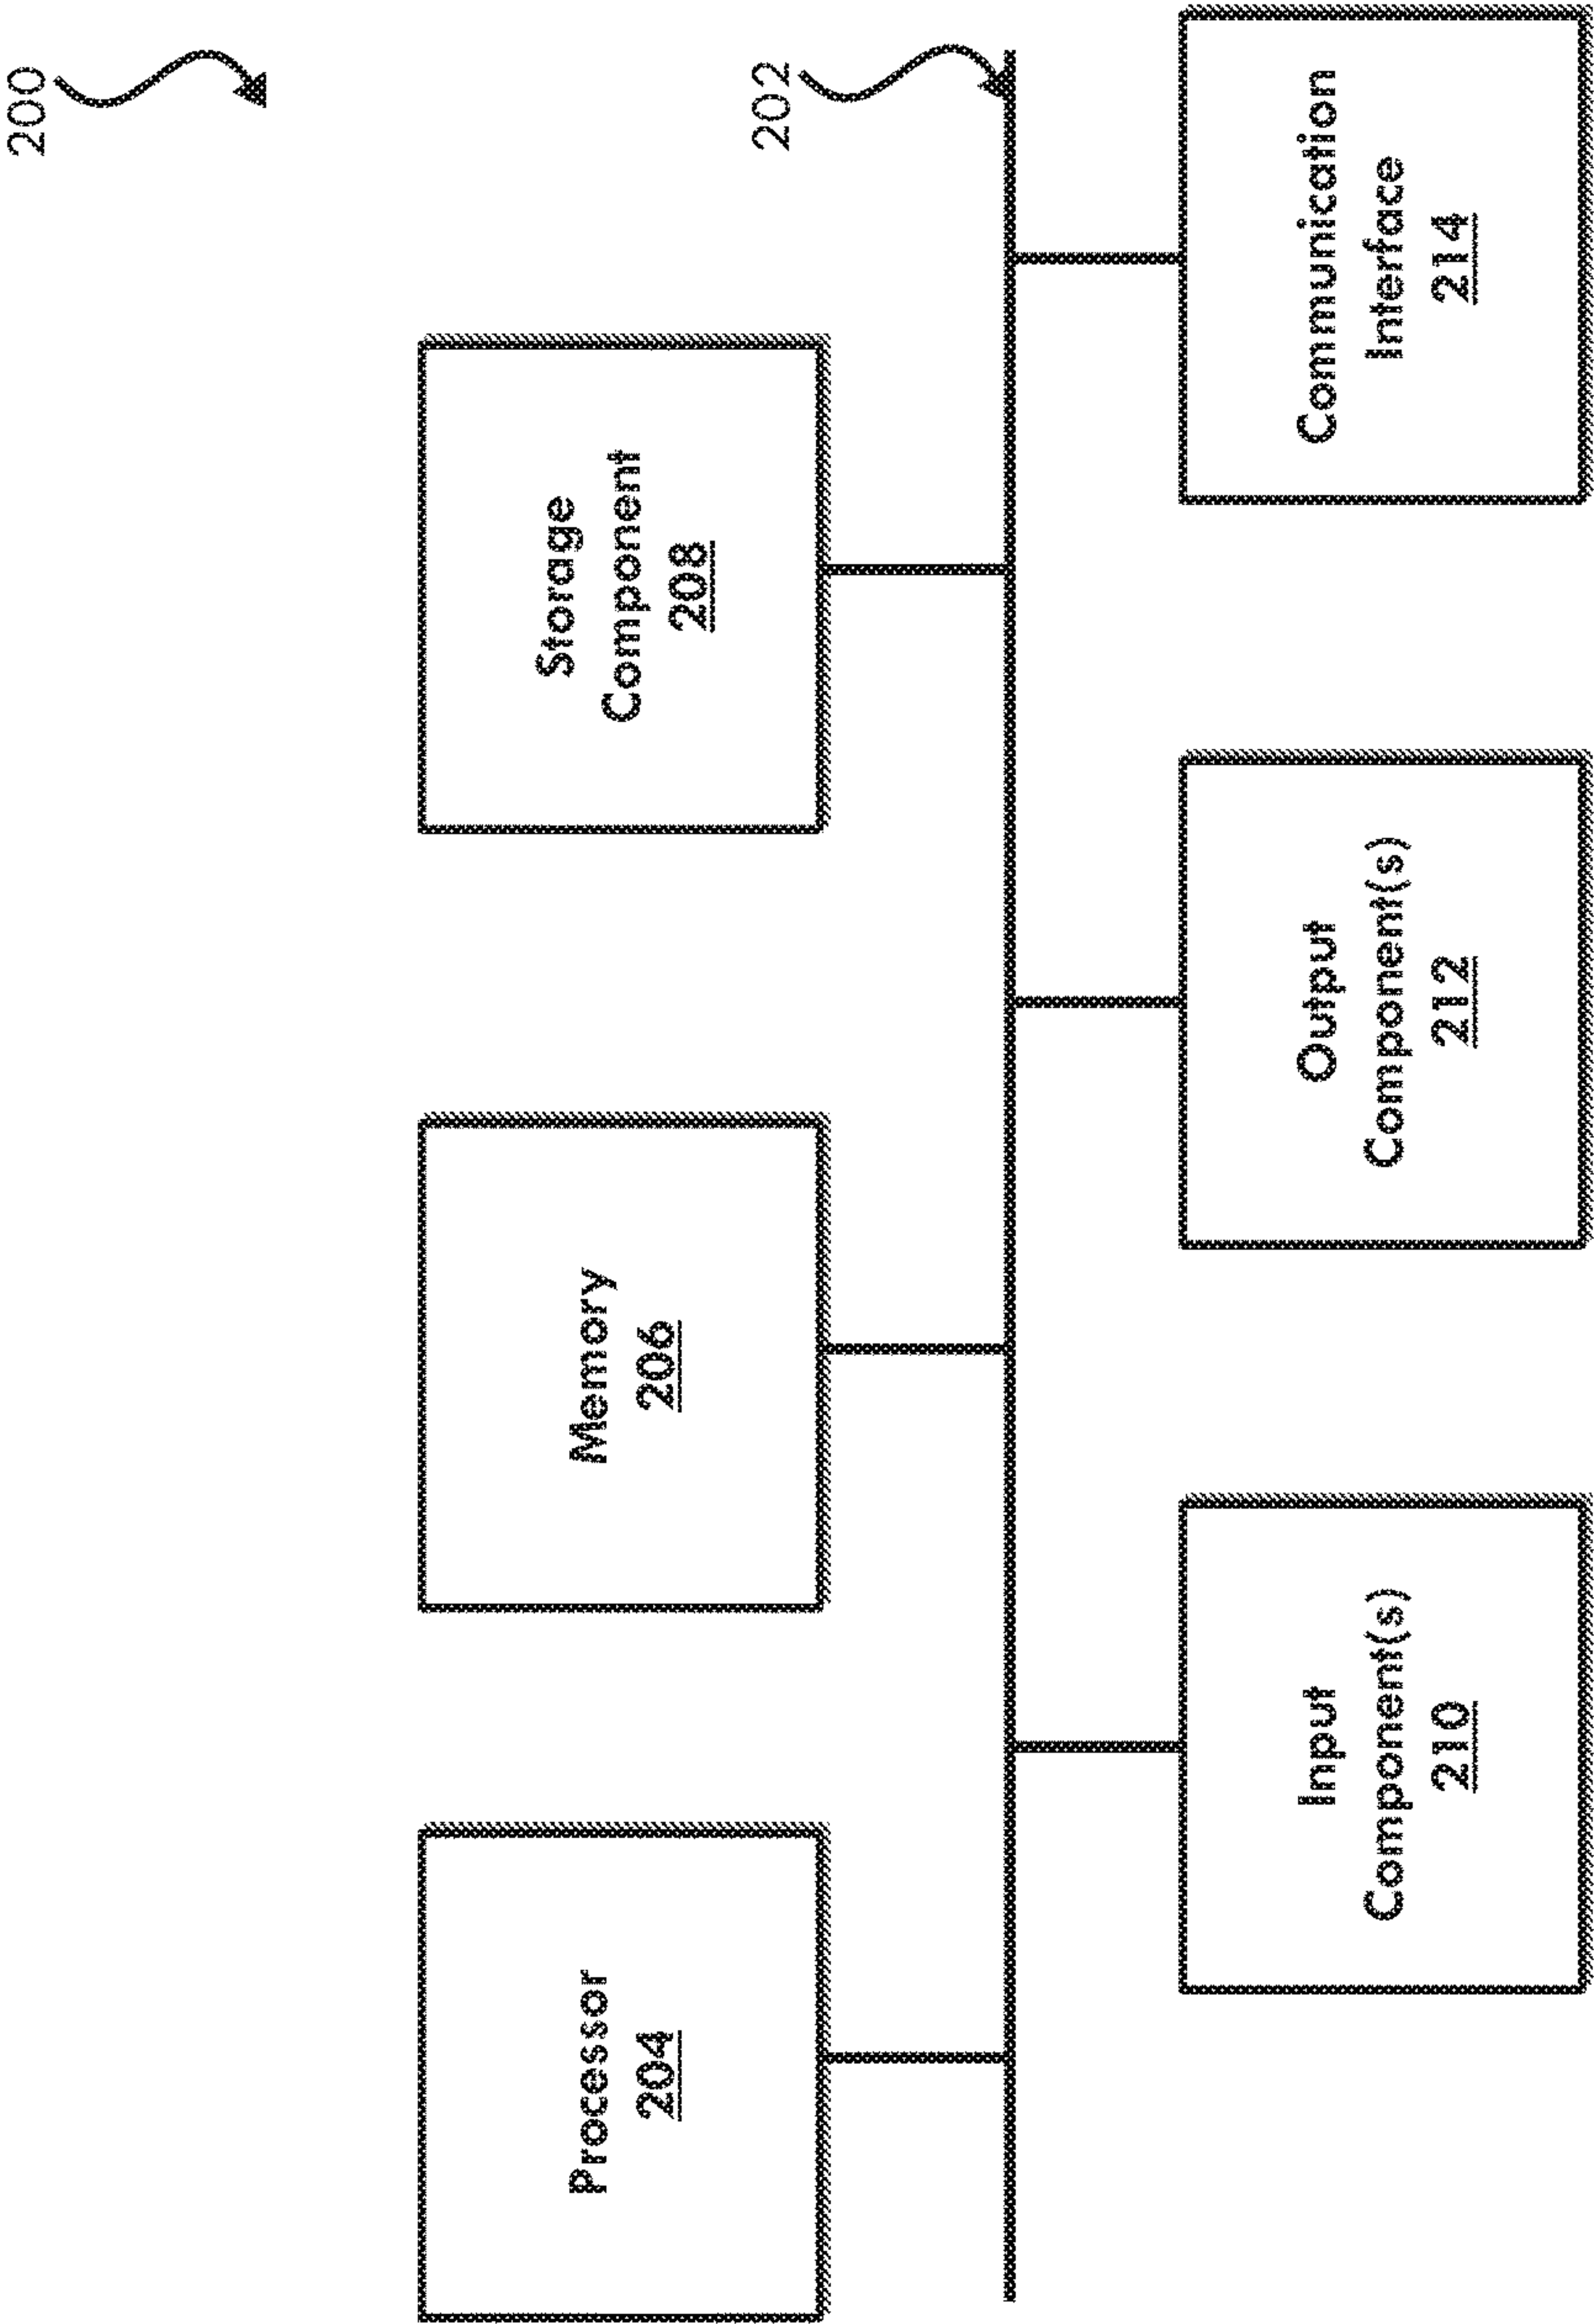 200
Processor
204
Memory
206
Storage
Component
208
202
Input
Component(s)
210
Output
Component(s)
212
Communication
Interface
214